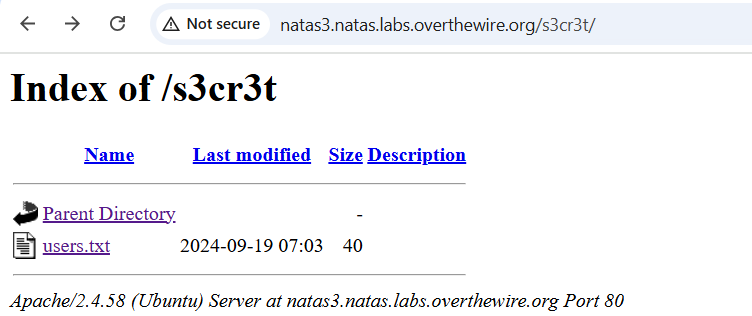 Not secure natas3.natas.labs.overthewire.org/s3cr3t/
Index of /s3cr3t
Name Last modified Size Description
Parent Directory -
users.txt 2024-09-19 07:03 40
Apache/2.4.58 (Ubuntu) Server at natas3.natas.labs.overthewire.org Port 80